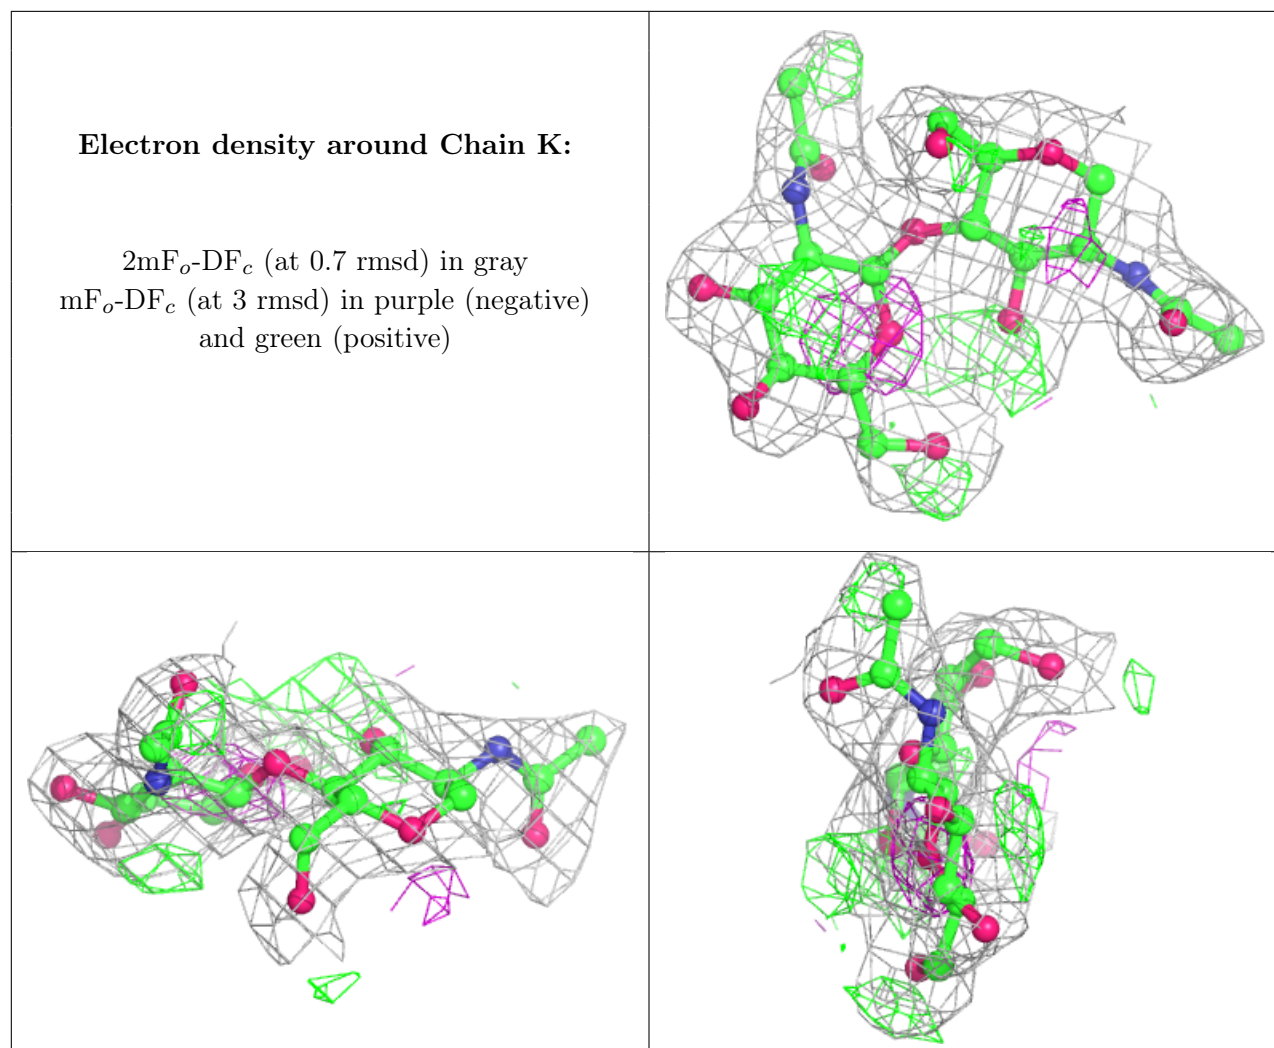 Electron density around Chain K:
2mFo-DFc (at 0.7 rmsd) in gray
mFo-DFc (at 3 rmsd) in purple (negative)
and green (positive)